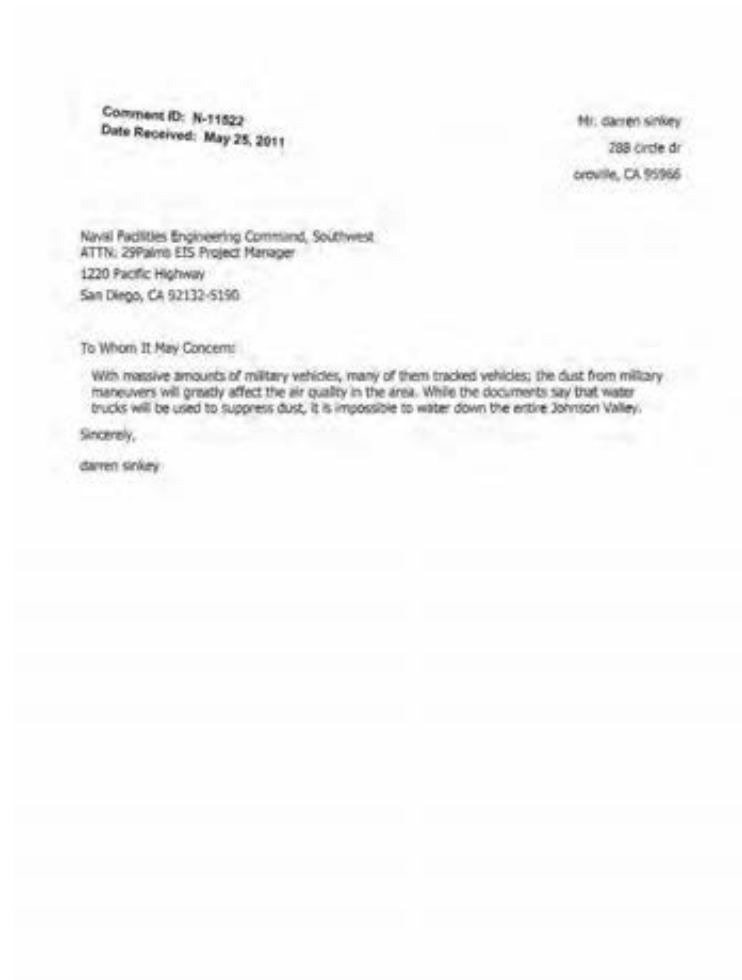 Comment ID: N-11522
Date Received: May 25, 2011
Mr. darren sinkey
288 circle dr
oroville, CA 95966
Naval Facilities Engineering Command, Southwest
ATTN: 29Palms EIS Project Manager
1220 Pacific Highway
San Diego, CA 92132-5190
To Whom It May Concern:
With massive amounts of military vehicles, many of them tracked vehicles; the dust from military
maneuvers will greatly affect the air quality in the area. While the documents say that water
trucks will be used to suppress dust, it is impossible to water down the entire Johnson Valley.
Sincerely,
darren sinkey